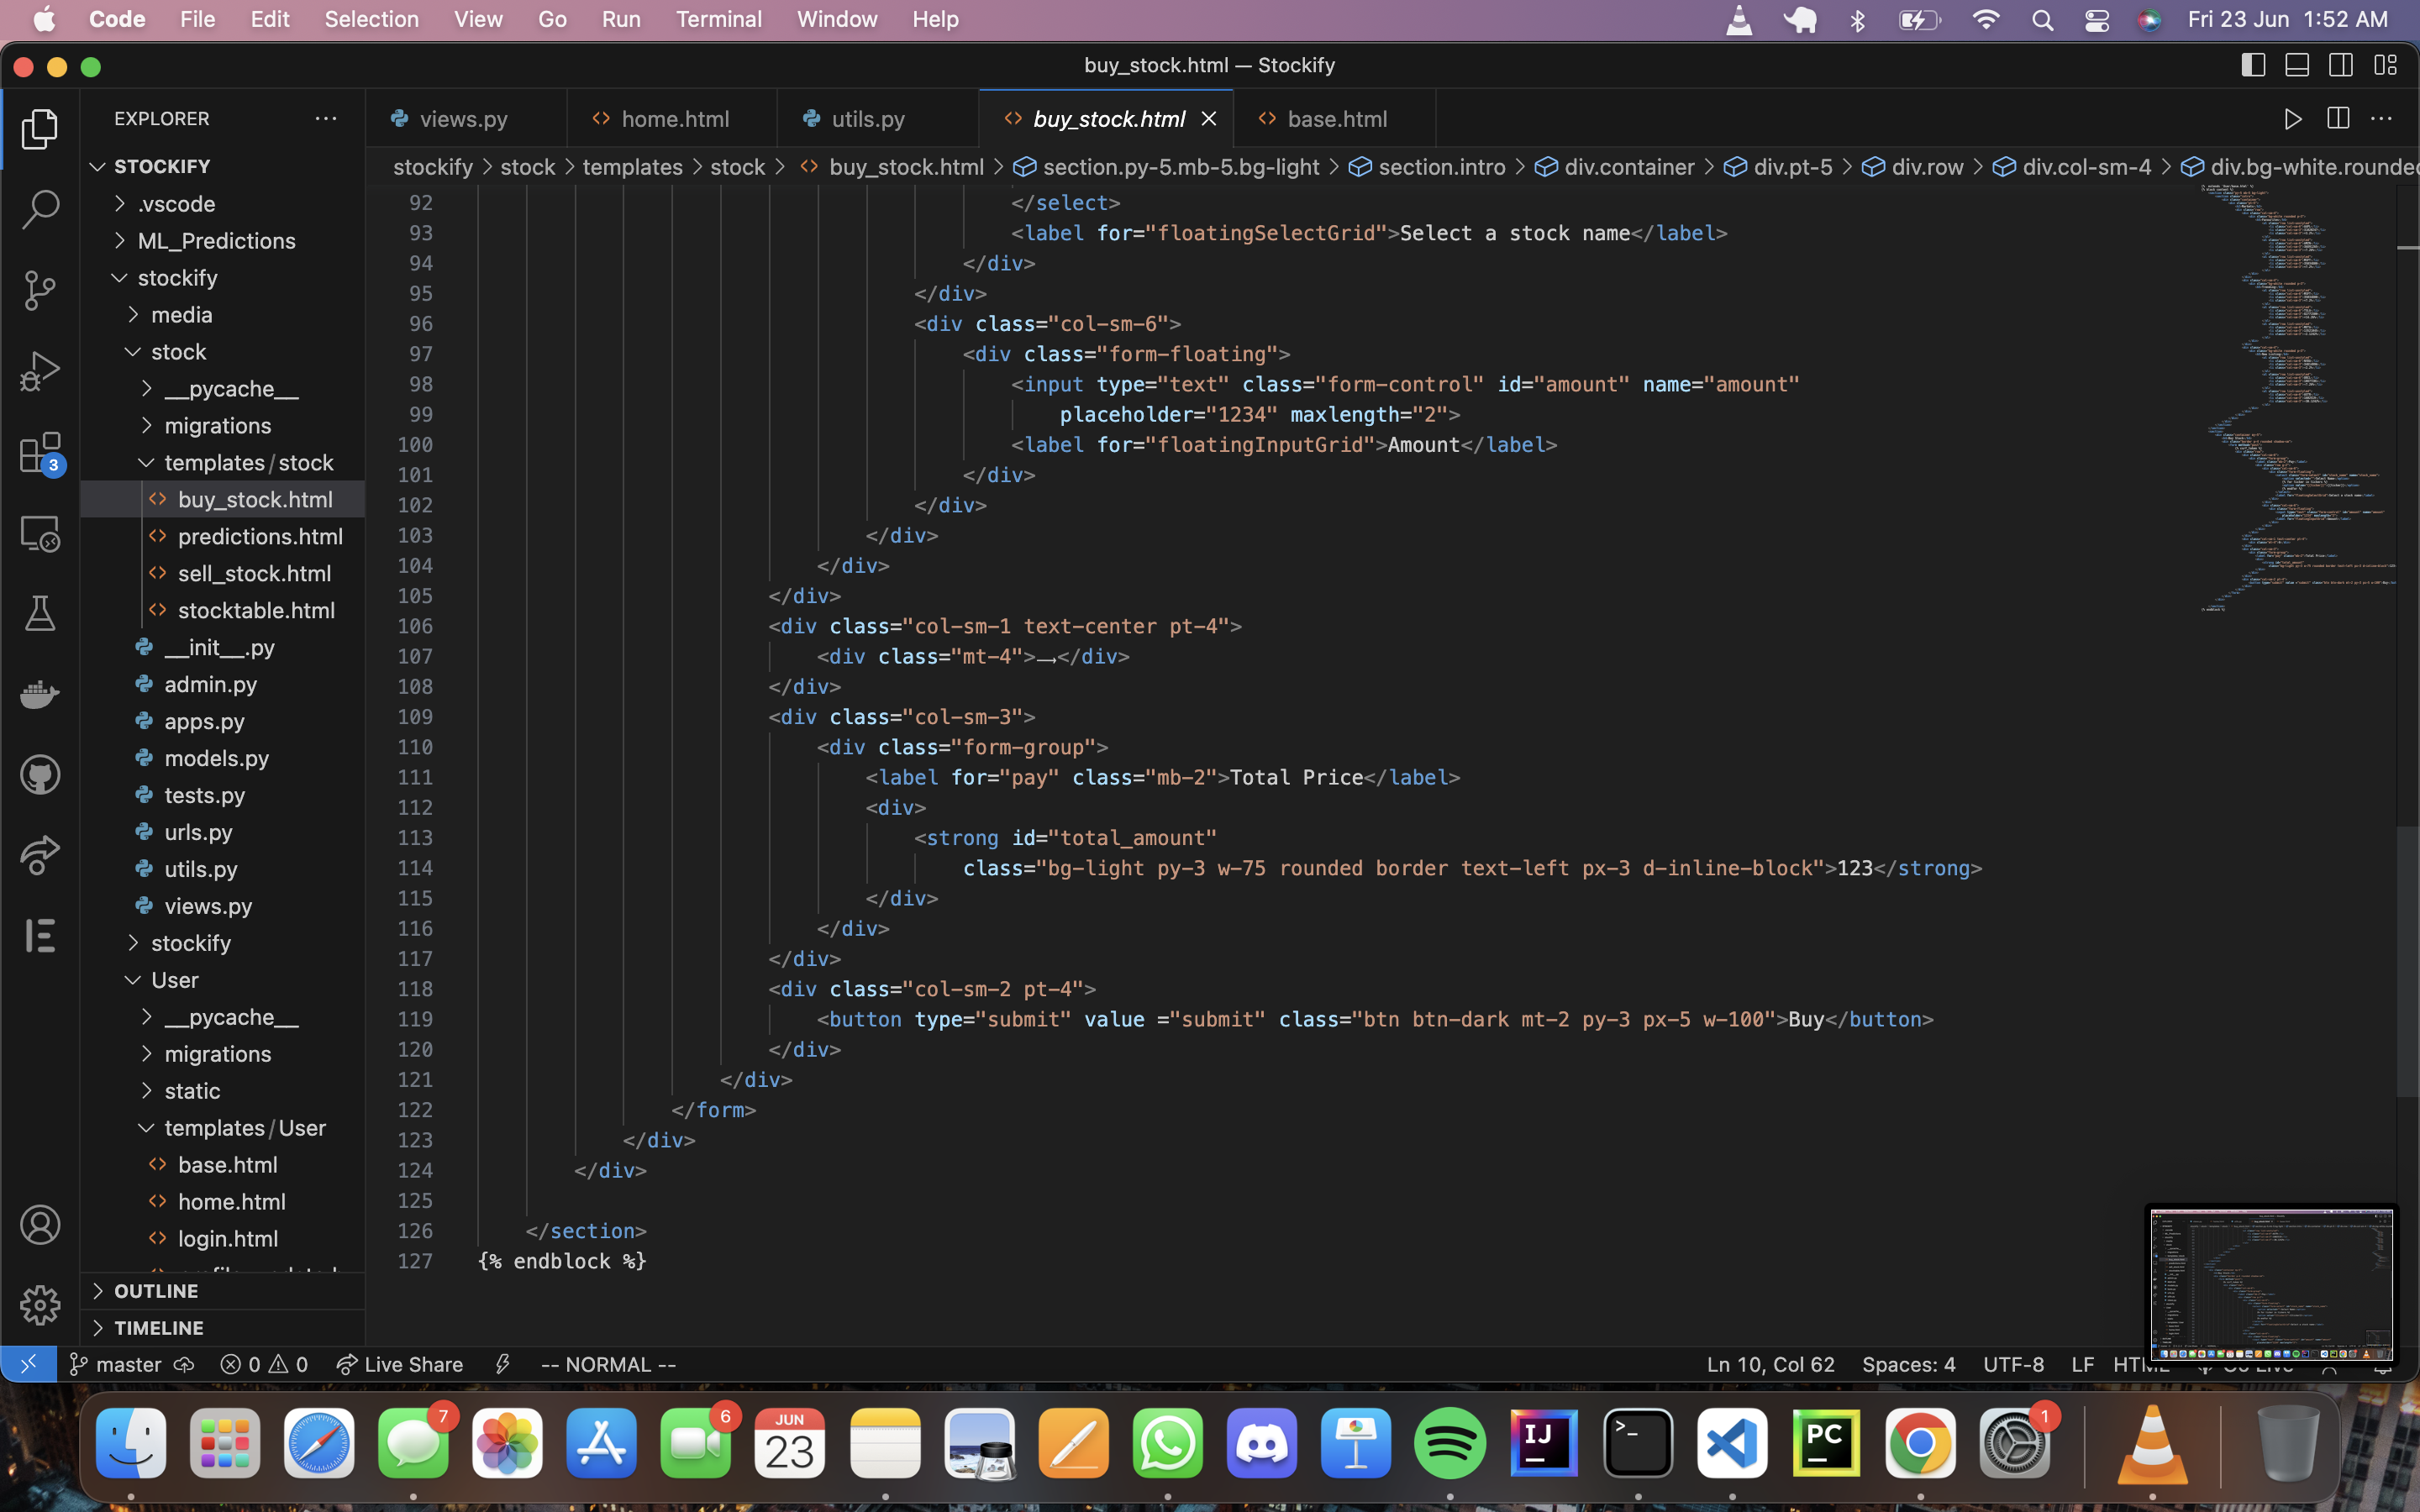 Code File Edit Selection View Go Run Terminal Window Help Fri 23 Jun 1:52 AM
buy_stock.html — Stockify
EXPLORER
views.py home.html utils.py buy_stock.html base.html
stockify > stock > templates > stock > buy_stock.html > section.py-5.mb-5.bg-light > section.intro > div.container > div.pt-5 > div.row > div.col-sm-4 > div.bg-white.rounded
STOCKIFY
.vscode
ML_Predictions
stockify
media
stock
__pycache__
migrations
templates/stock
buy_stock.html
predictions.html
sell_stock.html
stocktable.html
__init__.py
admin.py
apps.py
models.py
tests.py
urls.py
utils.py
views.py
stockify
User
__pycache__
migrations
static
templates/User
base.html
home.html
login.html
OUTLINE
TIMELINE
3
92 </select>
93 <label for="floatingSelectGrid">Select a stock name</label>
94 </div>
95 </div>
96 <div class="col-sm-6">
97 <div class="form-floating">
98 <input type="text" class="form-control" id="amount" name="amount"
99 placeholder="1234" maxlength="2">
100 <label for="floatingInputGrid">Amount</label>
101 </div>
102 </div>
103 </div>
104 </div>
105 </div>
106 <div class="col-sm-1 text-center pt-4">
107 <div class="mt-4">⟶</div>
108 </div>
109 <div class="col-sm-3">
110 <div class="form-group">
111 <label for="pay" class="mb-2">Total Price</label>
112 <div>
113 <strong id="total_amount"
114 class="bg-light py-3 w-75 rounded border text-left px-3 d-inline-block">123</strong>
115 </div>
116 </div>
117 </div>
118 <div class="col-sm-2 pt-4">
119 <button type="submit" value ="submit" class="btn btn-dark mt-2 py-3 px-5 w-100">Buy</button>
120 </div>
121 </div>
122 </form>
123 </div>
124 </div>
125
126 </section>
127 {% endblock %}
master 0 0 Live Share -- NORMAL -- Ln 10, Col 62 Spaces: 4 UTF-8 LF
7 6 JUN 23 IJ >_ PC 1